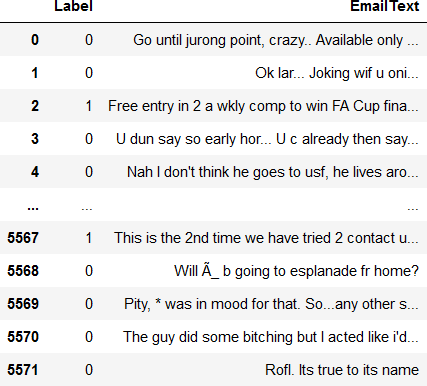 Label EmailText
0 0 Go until jurong point, crazy.. Available only ...
1 0 Ok lar... Joking wif u oni...
2 1 Free entry in 2 a wkly comp to win FA Cup fina...
3 0 U dun say so early hor... U c already then say...
4 0 Nah I don't think he goes to usf, he lives aro...
... ... ...
5567 1 This is the 2nd time we have tried 2 contact u...
5568 0 Will Ã_ b going to esplanade fr home?
5569 0 Pity, * was in mood for that. So...any other s...
5570 0 The guy did some bitching but I acted like i'd...
5571 0 Rofl. Its true to its name